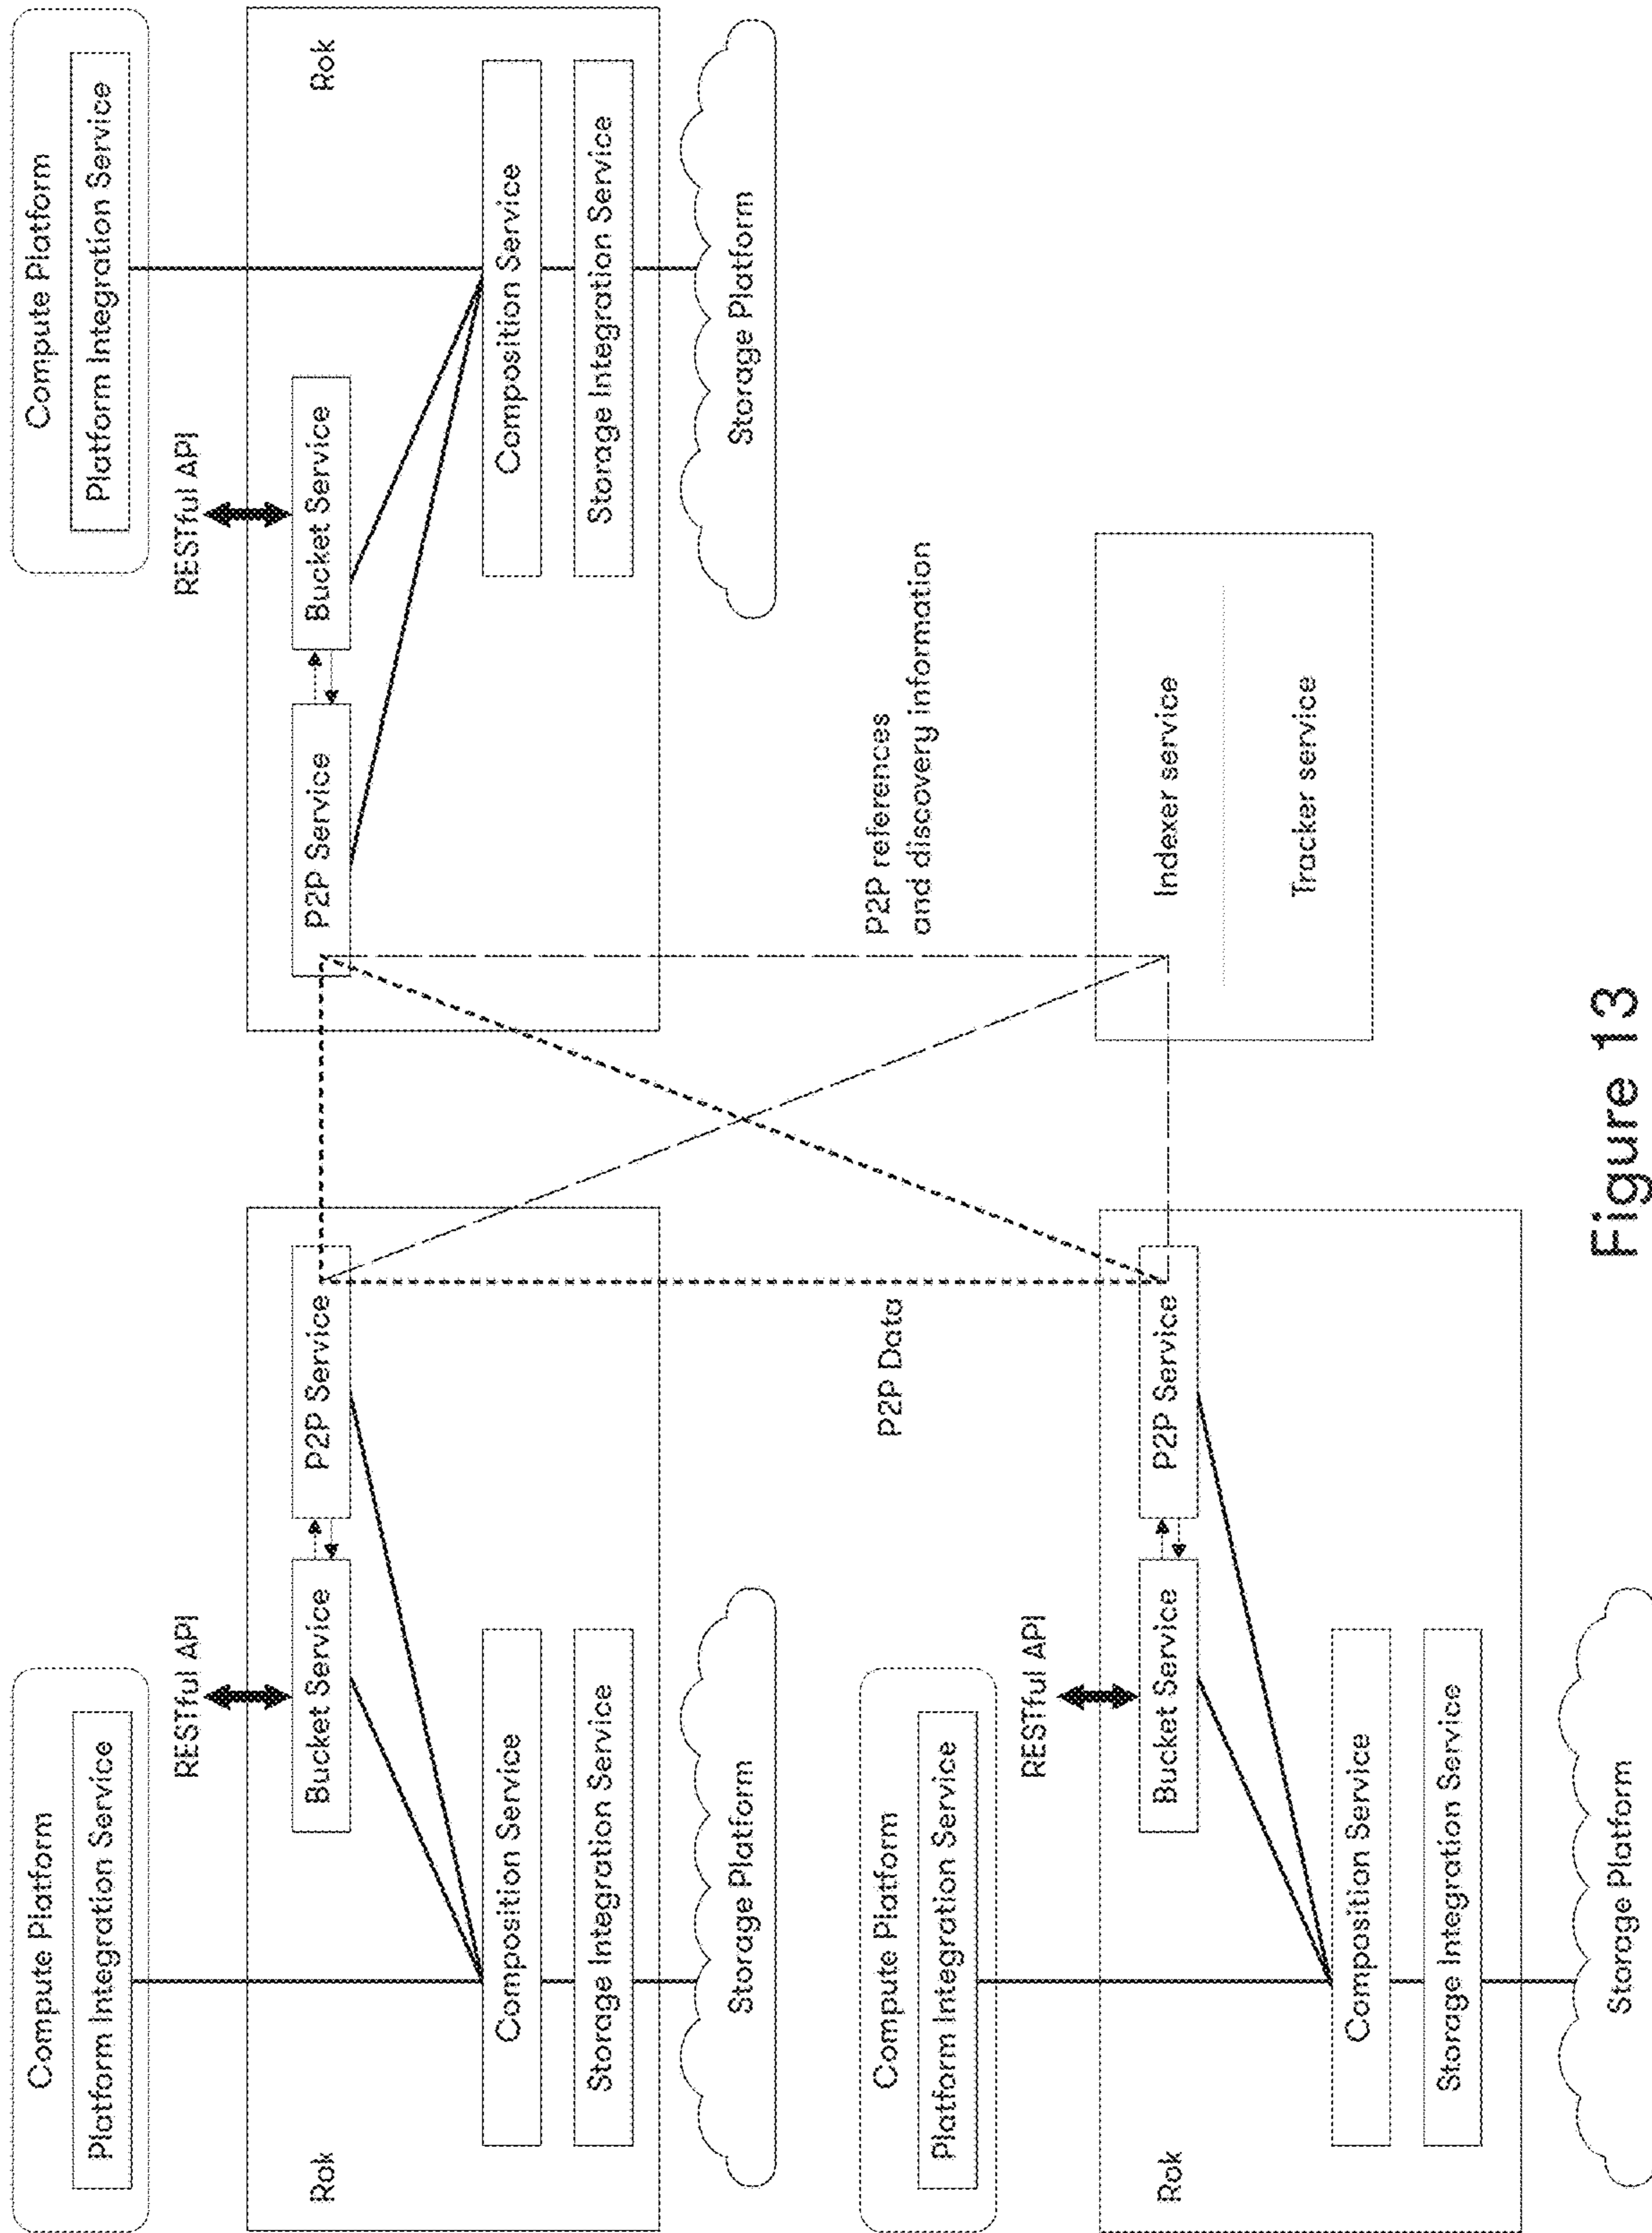 Compute Platform
Platform Integration Service
RESTful API
Rok
Bucket Service
P2P Service
Composition Service
Storage Integration Service
Storage Platform
Compute Platform
Platform Integration Service
RESTful API
Rok
P2P Service
Bucket Service
Composition Service
Storage Integration Service
Storage Platform
P2P Data
P2P references
and discovery information
Compute Platform
Platform Integration Service
RESTful API
Rok
Bucket Service
P2P Service
Composition Service
Storage Integration Service
Storage Platform
Indexer service
Tracker service
Figure 13